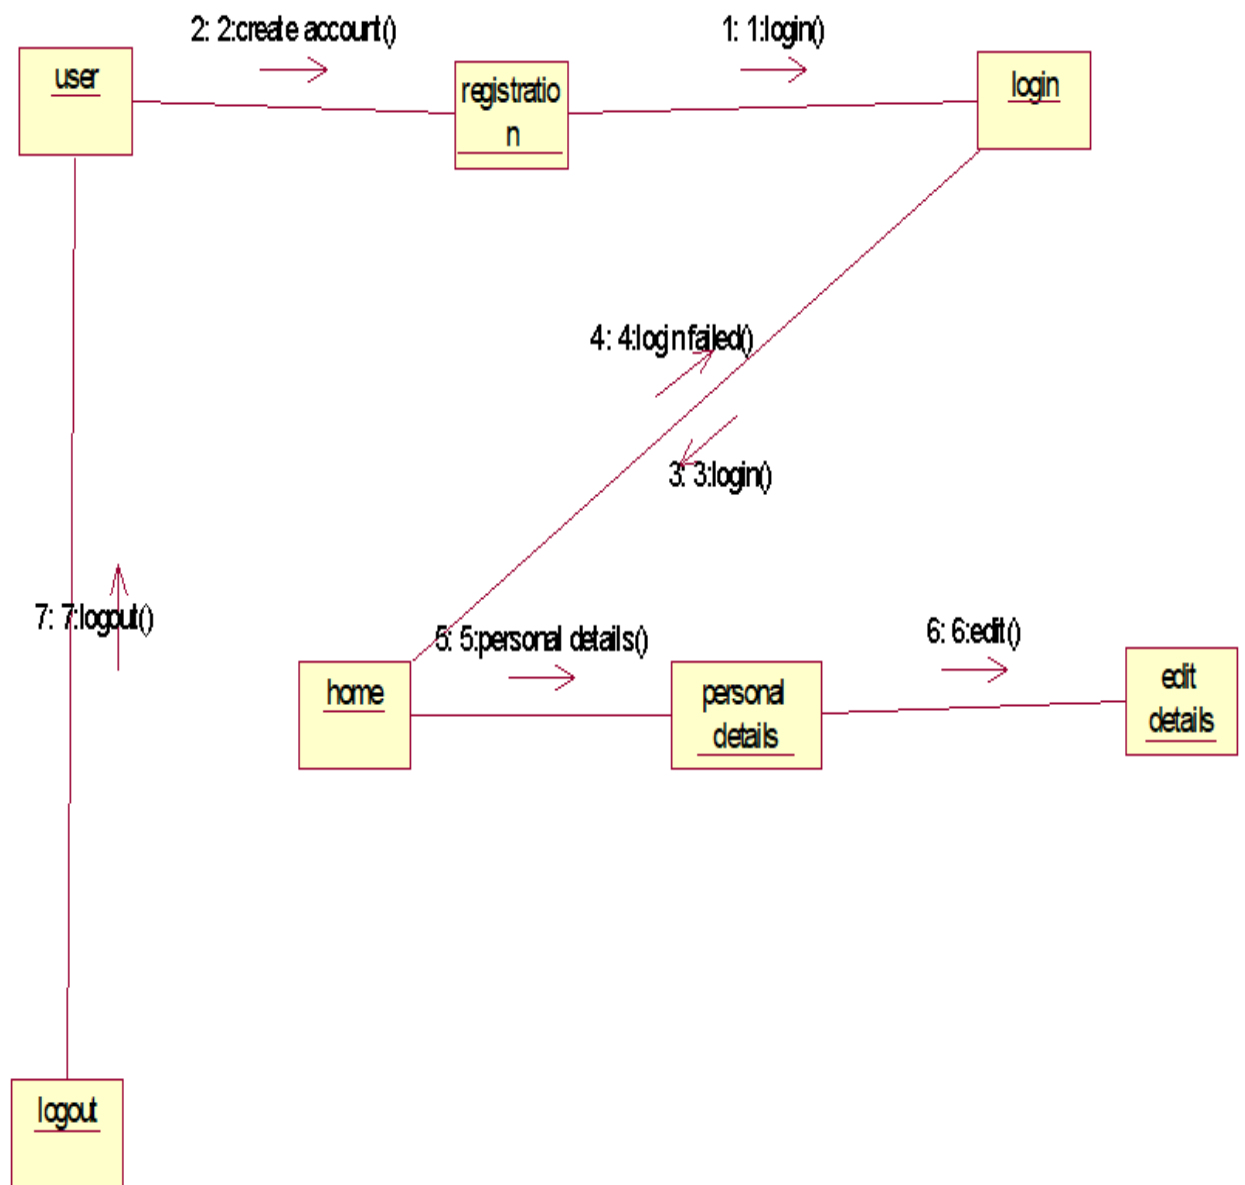 2: 2:create account()
1: 1:login()
user
registratio
n
login
4: 4:login failed()
3: 3:login()
7: 7:logout()
5: 5:personal details()
6: 6:edit()
home
personal
details
edit
details
logout